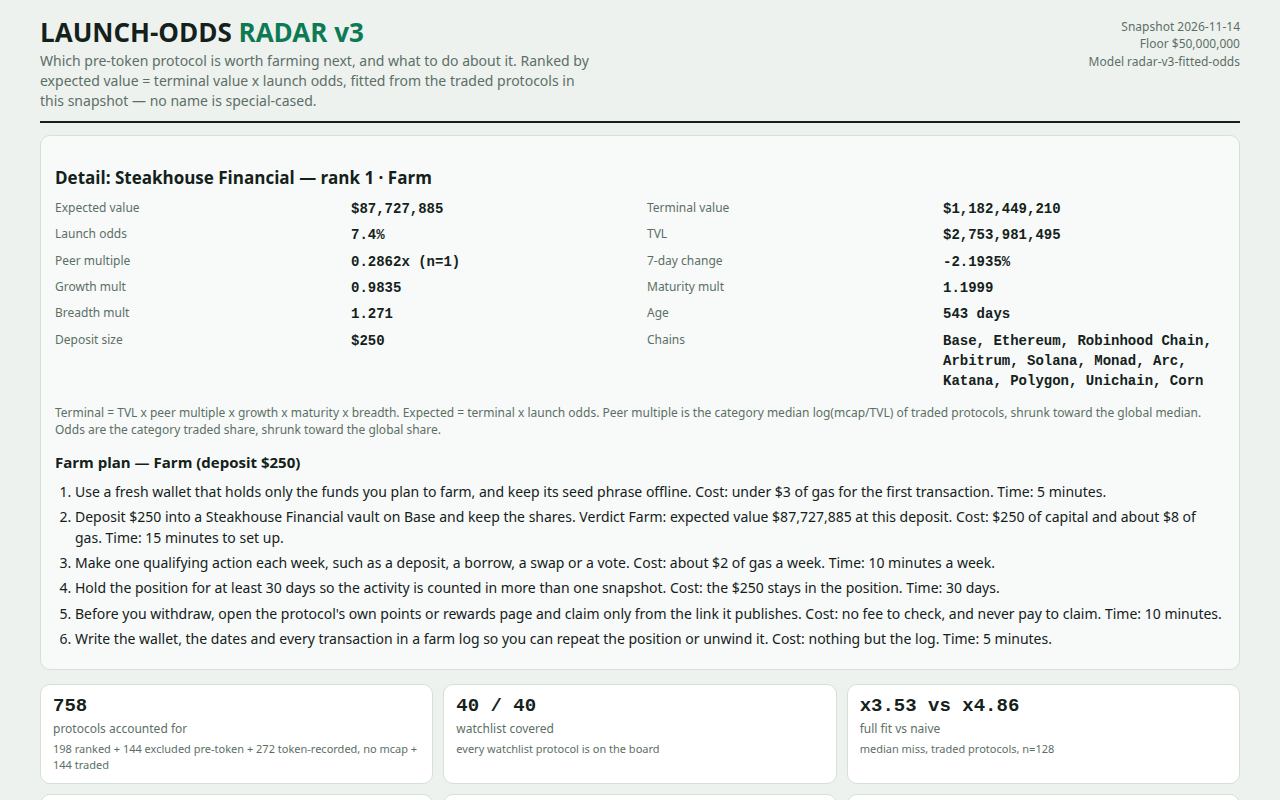 LAUNCH-ODDS RADAR v3
Which pre-token protocol is worth farming next, and what to do about it. Ranked by
expected value = terminal value x launch odds, fitted from the traded protocols in
this snapshot — no name is special-cased.
Snapshot 2026-11-14
Floor $50,000,000
Model radar-v3-fitted-odds
Detail: Steakhouse Financial — rank 1 · Farm
Expected value $87,727,885 Terminal value $1,182,449,210
Launch odds 7.4% TVL $2,753,981,495
Peer multiple 0.2862x (n=1) 7-day change -2.1935%
Growth mult 0.9835 Maturity mult 1.1999
Breadth mult 1.271 Age 543 days
Deposit size $250 Chains Base, Ethereum, Robinhood Chain,
Arbitrum, Solana, Monad, Arc,
Katana, Polygon, Unichain, Corn
Terminal = TVL x peer multiple x growth x maturity x breadth. Expected = terminal x launch odds. Peer multiple is the category median log(mcap/TVL) of traded protocols, shrunk toward the global median.
Odds are the category traded share, shrunk toward the global share.
Farm plan — Farm (deposit $250)
1. Use a fresh wallet that holds only the funds you plan to farm, and keep its seed phrase offline. Cost: under $3 of gas for the first transaction. Time: 5 minutes.
2. Deposit $250 into a Steakhouse Financial vault on Base and keep the shares. Verdict Farm: expected value $87,727,885 at this deposit. Cost: $250 of capital and about $8 of
gas. Time: 15 minutes to set up.
3. Make one qualifying action each week, such as a deposit, a borrow, a swap or a vote. Cost: about $2 of gas a week. Time: 10 minutes a week.
4. Hold the position for at least 30 days so the activity is counted in more than one snapshot. Cost: the $250 stays in the position. Time: 30 days.
5. Before you withdraw, open the protocol's own points or rewards page and claim only from the link it publishes. Cost: no fee to check, and never pay to claim. Time: 10 minutes.
6. Write the wallet, the dates and every transaction in a farm log so you can repeat the position or unwind it. Cost: nothing but the log. Time: 5 minutes.
758
protocols accounted for
198 ranked + 144 excluded pre-token + 272 token-recorded, no mcap +
144 traded
40 / 40
watchlist covered
every watchlist protocol is on the board
x3.53 vs x4.86
full fit vs naive
median miss, traded protocols, n=128